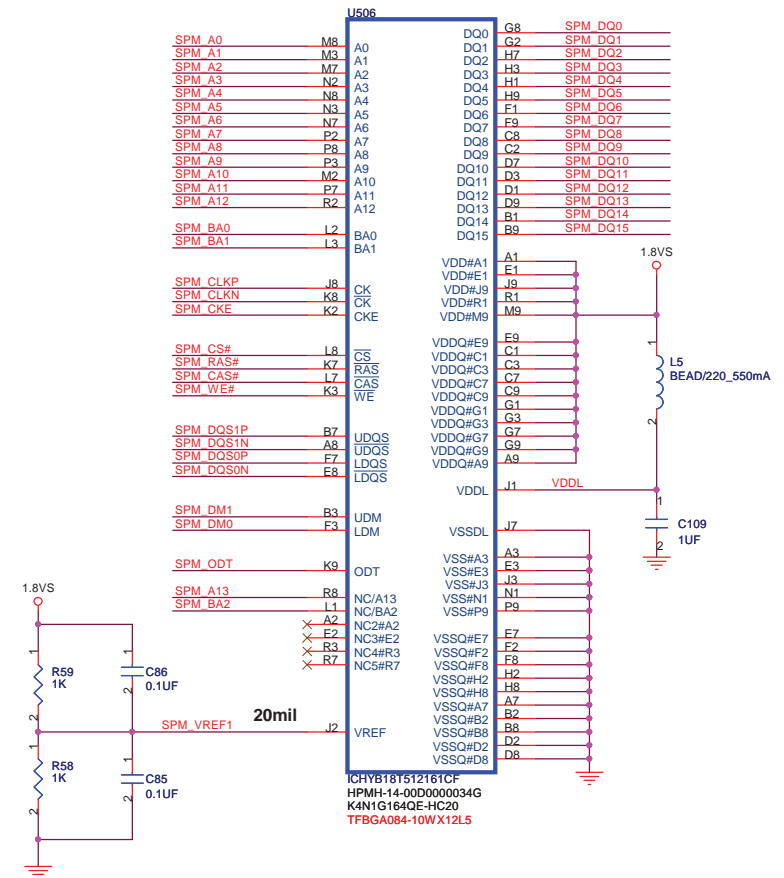 U506
SPM_A0 M8 A0
SPM_A1 M3 A1
SPM_A2 M7 A2
SPM_A3 N2 A3
SPM_A4 N8 A4
SPM_A5 N3 A5
SPM_A6 N7 A6
SPM_A7 P2 A7
SPM_A8 P8 A8
SPM_A9 P3 A9
SPM_A10 M2 A10
SPM_A11 P7 A11
SPM_A12 R2 A12
SPM_BA0 L2 BA0
SPM_BA1 L3 BA1
SPM_CLKP J8 CK
SPM_CLKN K8 CK
SPM_CKE K2 CKE
SPM_CS# L8 CS
SPM_RAS# K7 RAS
SPM_CAS# L7 CAS
SPM_WE# K3 WE
SPM_DQS1P B7 UDQS
SPM_DQS1N A8 UDQS
SPM_DQS0P F7 LDQS
SPM_DQS0N E8 LDQS
SPM_DM1 B3 UDM
SPM_DM0 F3 LDM
SPM_ODT K9 ODT
SPM_A13 R8 NC/A13
SPM_BA2 L1 NC/BA2
A2 NC2#A2
E2 NC3#E2
R3 NC4#R3
R7 NC5#R7
SPM_VREF1 20mil J2 VREF
DQ0 G8 SPM_DQ0
DQ1 G2 SPM_DQ1
DQ2 H7 SPM_DQ2
DQ3 H3 SPM_DQ3
DQ4 H1 SPM_DQ4
DQ5 H9 SPM_DQ5
DQ6 F1 SPM_DQ6
DQ7 F9 SPM_DQ7
DQ8 C8 SPM_DQ8
DQ9 C2 SPM_DQ9
DQ10 D7 SPM_DQ10
DQ11 D3 SPM_DQ11
DQ12 D1 SPM_DQ12
DQ13 D9 SPM_DQ13
DQ14 B1 SPM_DQ14
DQ15 B9 SPM_DQ15
VDD#A1 A1
VDD#E1 E1
VDD#J9 J9
VDD#R1 R1
VDD#M9 M9
VDDQ#E9 E9
VDDQ#C1 C1
VDDQ#C3 C3
VDDQ#C7 C7
VDDQ#C9 C9
VDDQ#G1 G1
VDDQ#G3 G3
VDDQ#G7 G7
VDDQ#G9 G9
VDDQ#A9 A9
VDDL J1 VDDL
VSSDL J7
VSS#A3 A3
VSS#E3 E3
VSS#J3 J3
VSS#N1 N1
VSS#P9 P9
VSSQ#E7 E7
VSSQ#F2 F2
VSSQ#F8 F8
VSSQ#H2 H2
VSSQ#H8 H8
VSSQ#A7 A7
VSSQ#B2 B2
VSSQ#B8 B8
VSSQ#D2 D2
VSSQ#D8 D8
1.8VS
1
L5
BEAD/220_550mA
2
1
C109
1UF
2
1.8VS
1 1
R59 C86
1K 0.1UF
2 2
1 1
R58 C85
1K 0.1UF
2 2
ICHYB18T512161CF
HPMH-14-00D0000034G
K4N1G164QE-HC20
TFBGA084-10WX12L5